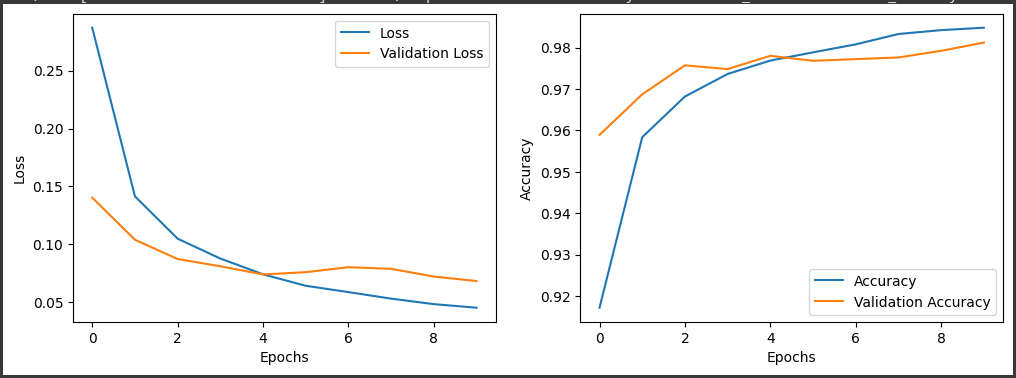 Loss
Validation Loss
0.25
0.20
0.15
0.10
0.05
Loss
0 2 4 6 8
Epochs
0.98
0.97
0.96
0.95
0.94
0.93
0.92
Accuracy
Accuracy
Validation Accuracy
0 2 4 6 8
Epochs